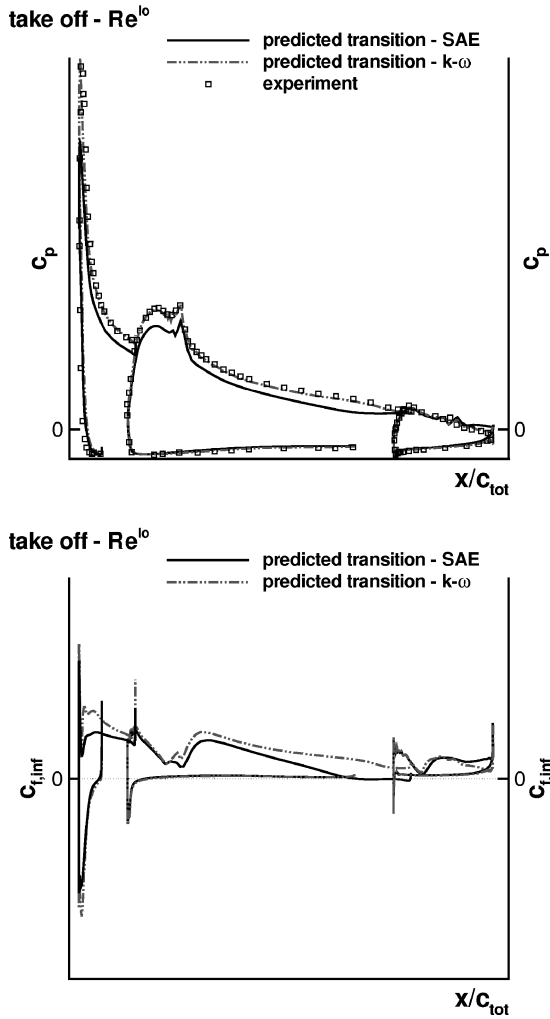 take off - Re^lo
predicted transition - SAE
predicted transition - k-ω
experiment
c_p
c_p
0
0
x/c_tot
take off - Re^lo
predicted transition - SAE
predicted transition - k-ω
c_f,inf
c_f,inf
0
0
x/c_tot